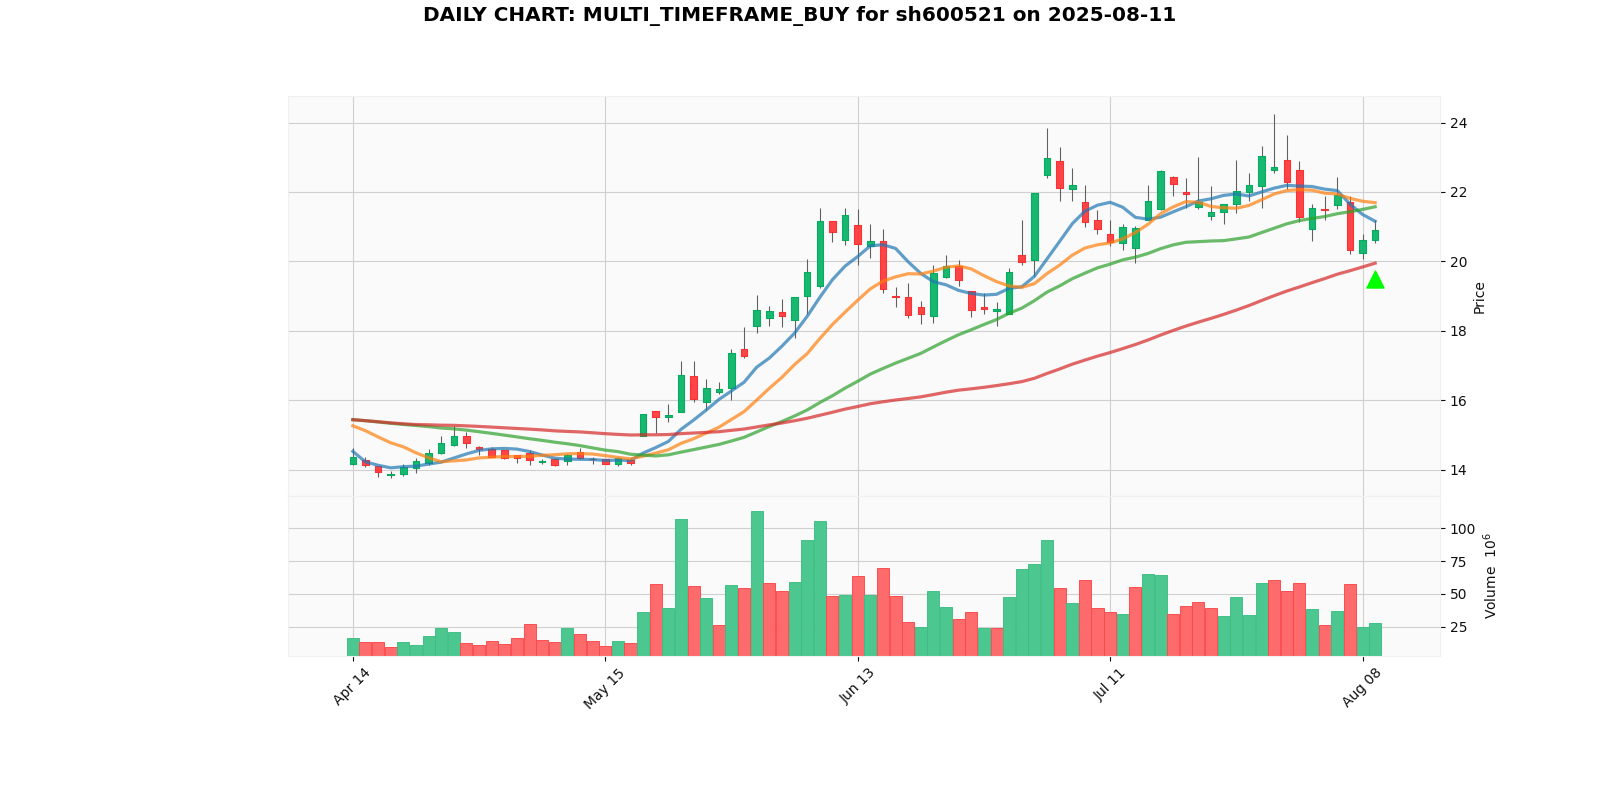 DAILY CHART: MULTI_TIMEFRAME_BUY for sh600521 on 2025-08-11
24
22
20
18
16
14
Price
100
75
50
25
Volume 10^6
Apr 14
May 15
Jun 13
Jul 11
Aug 08